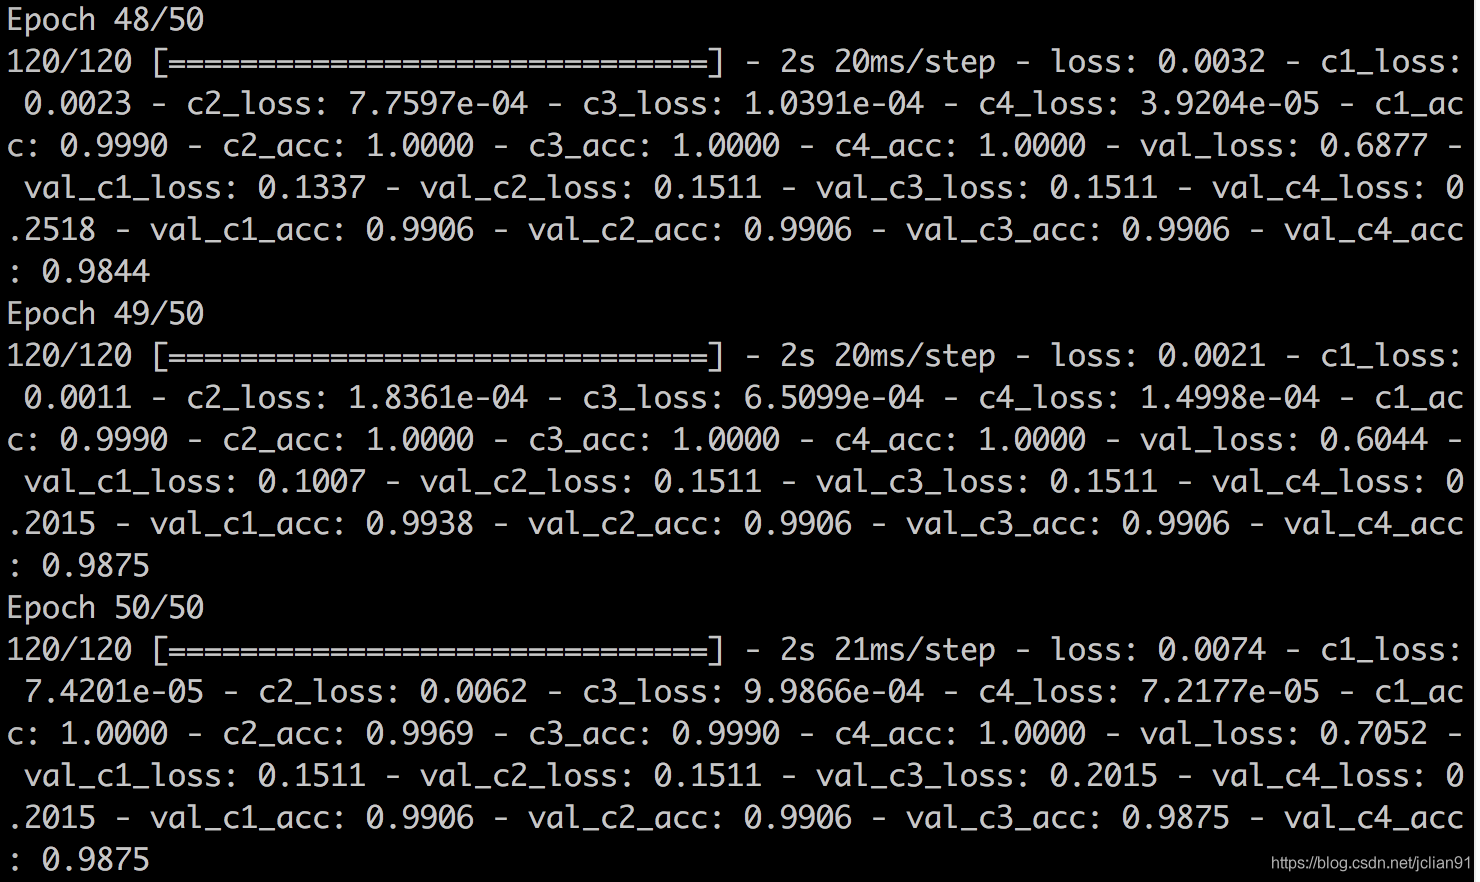 Epoch 48/50
120/120 [==============================] - 2s 20ms/step - loss: 0.0032 - c1_loss:
 0.0023 - c2_loss: 7.7597e-04 - c3_loss: 1.0391e-04 - c4_loss: 3.9204e-05 - c1_ac
c: 0.9990 - c2_acc: 1.0000 - c3_acc: 1.0000 - c4_acc: 1.0000 - val_loss: 0.6877 -
 val_c1_loss: 0.1337 - val_c2_loss: 0.1511 - val_c3_loss: 0.1511 - val_c4_loss: 0
.2518 - val_c1_acc: 0.9906 - val_c2_acc: 0.9906 - val_c3_acc: 0.9906 - val_c4_acc
: 0.9844
Epoch 49/50
120/120 [==============================] - 2s 20ms/step - loss: 0.0021 - c1_loss:
 0.0011 - c2_loss: 1.8361e-04 - c3_loss: 6.5099e-04 - c4_loss: 1.4998e-04 - c1_ac
c: 0.9990 - c2_acc: 1.0000 - c3_acc: 1.0000 - c4_acc: 1.0000 - val_loss: 0.6044 -
 val_c1_loss: 0.1007 - val_c2_loss: 0.1511 - val_c3_loss: 0.1511 - val_c4_loss: 0
.2015 - val_c1_acc: 0.9938 - val_c2_acc: 0.9906 - val_c3_acc: 0.9906 - val_c4_acc
: 0.9875
Epoch 50/50
120/120 [==============================] - 2s 21ms/step - loss: 0.0074 - c1_loss:
 7.4201e-05 - c2_loss: 0.0062 - c3_loss: 9.9866e-04 - c4_loss: 7.2177e-05 - c1_ac
c: 1.0000 - c2_acc: 0.9969 - c3_acc: 0.9990 - c4_acc: 1.0000 - val_loss: 0.7052 -
 val_c1_loss: 0.1511 - val_c2_loss: 0.1511 - val_c3_loss: 0.2015 - val_c4_loss: 0
.2015 - val_c1_acc: 0.9906 - val_c2_acc: 0.9906 - val_c3_acc: 0.9875 - val_c4_acc
: 0.9875
https://blog.csdn.net/jclian91